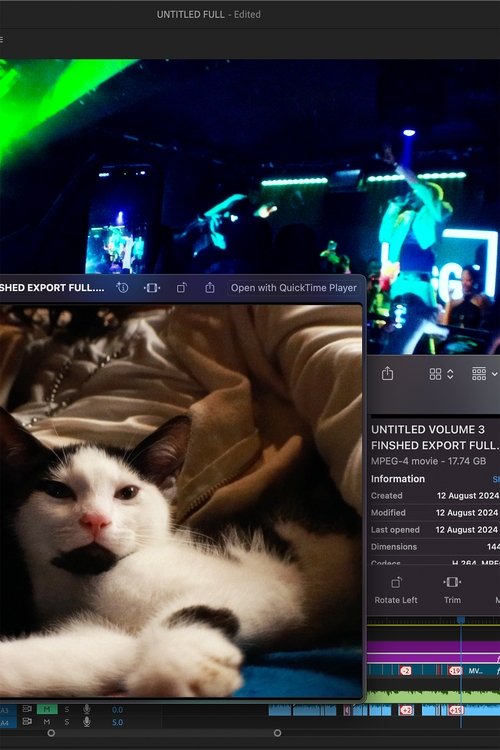 UNTITLED FULL - Edited
SHED EXPORT FULL....
Open with QuickTime Player
G
UNTITLED VOLUME 3
FINSHED EXPORT FULL.
MPEG-4 movie - 17.74 GB
Information
Created 12 August 2024
Modified 12 August 2024
Last opened 12 August 2024
Dimensions 144
Codecs H.264, MPE
Rotate Left
Trim
M
MV...
A3 M S 0.0
A4 M S 5.0